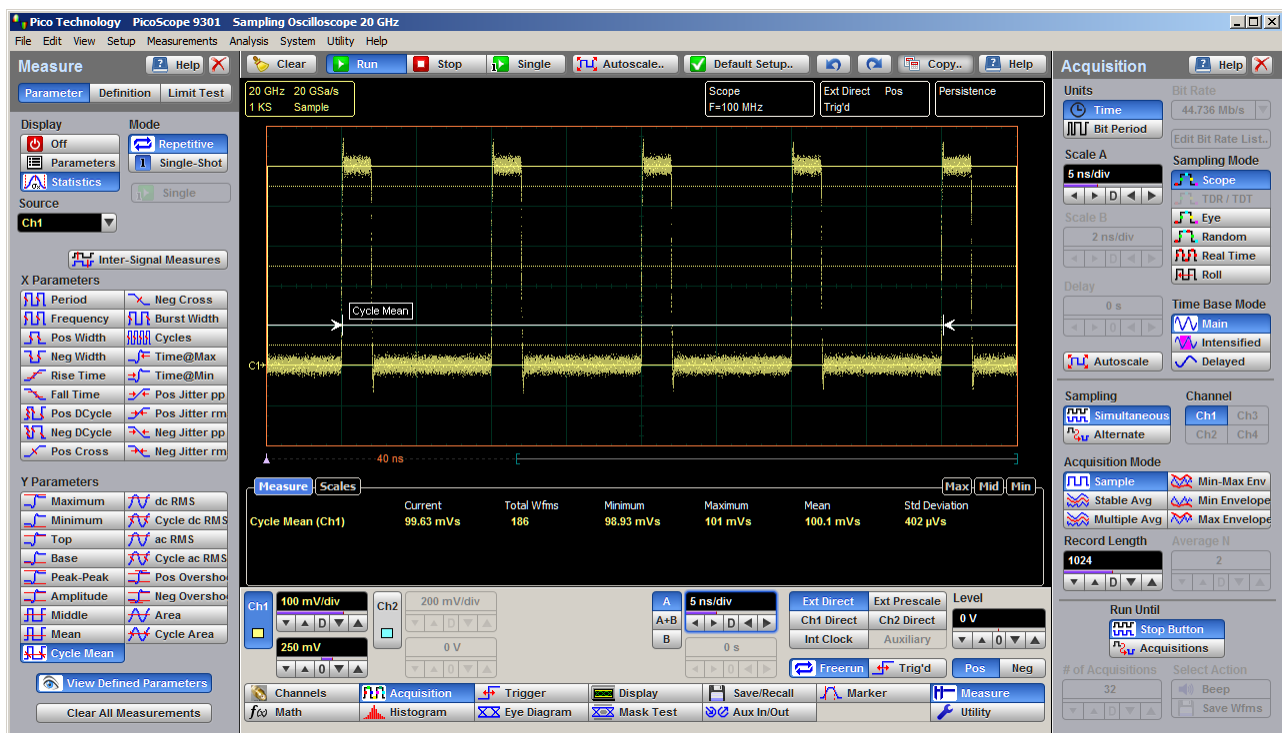 Pico Technology PicoScope 9301 Sampling Oscilloscope 20 GHz
File Edit View Setup Measurements Analysis System Utility Help
Measure
Help
Parameter Definition Limit Test
Display
Mode
Off
Repetitive
Parameters
1 Single-Shot
Statistics
Single
Source
Ch1
Inter-Signal Measures
X Parameters
Period Neg Cross
Frequency Burst Width
Pos Width Cycles
Neg Width Time@Max
Rise Time Time@Min
Fall Time Pos Jitter pp
Pos DCycle Pos Jitter rm
Neg DCycle Neg Jitter pp
Pos Cross Neg Jitter rm
Y Parameters
Maximum dc RMS
Minimum Cycle dc RMS
Top ac RMS
Base Cycle ac RMS
Peak-Peak Pos Oversho
Amplitude Neg Oversho
Middle Area
Mean Cycle Area
Cycle Mean
View Defined Parameters
Clear All Measurements
Clear Run Stop Single Autoscale.. Default Setup.. Copy.. Help
20 GHz 20 GSa/s
1 KS Sample
Scope
F=100 MHz
Ext Direct Pos
Trig'd
Persistence
Cycle Mean
C1
40 ns
Measure Scales Max Mid Min
Current Total Wfms Minimum Maximum Mean Std Deviation
Cycle Mean (Ch1) 99.63 mVs 186 98.93 mVs 101 mVs 100.1 mVs 402 µVs
Ch1
100 mV/div
D
250 mV
0
Ch2
200 mV/div
D
0 V
0
A
A+B
B
5 ns/div
D
0 s
0
Ext Direct Ext Prescale
Ch1 Direct Ch2 Direct
Int Clock Auxiliary
Freerun Trig'd
Level
0 V
0
Pos Neg
Channels Acquisition Trigger Display Save/Recall Marker Measure
f(x) Math Histogram Eye Diagram Mask Test Aux In/Out Utility
Acquisition
Help
Units
Time
Bit Period
Bit Rate
44.736 Mb/s
Edit Bit Rate List..
Scale A
5 ns/div
D
Scale B
2 ns/div
D
Delay
0 s
0
Autoscale
Sampling Mode
Scope
TDR / TDT
Eye
Random
Real Time
Roll
Time Base Mode
Main
Intensified
Delayed
Sampling
Simultaneous
Alternate
Channel
Ch1 Ch3
Ch2 Ch4
Acquisition Mode
Sample Min-Max Env
Stable Avg Min Envelope
Multiple Avg Max Envelope
Record Length
1024
D
Average N
2
D
Run Until
Stop Button
Acquisitions
# of Acquisitions
32
D
Select Action
Beep
Save Wfms